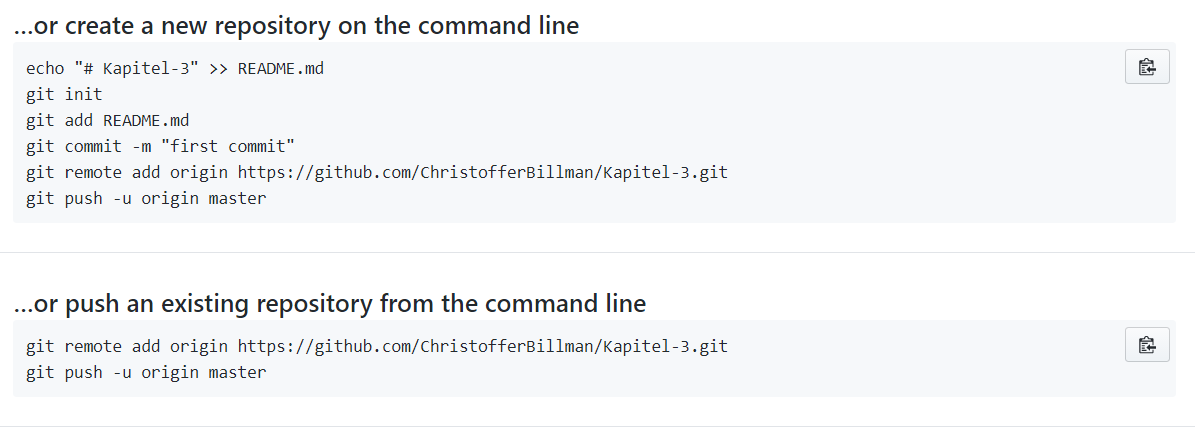 ...or create a new repository on the command line
echo "# Kapitel-3" >> README.md
git init
git add README.md
git commit -m "first commit"
git remote add origin https://github.com/ChristofferBillman/Kapitel-3.git
git push -u origin master
...or push an existing repository from the command line
git remote add origin https://github.com/ChristofferBillman/Kapitel-3.git
git push -u origin master